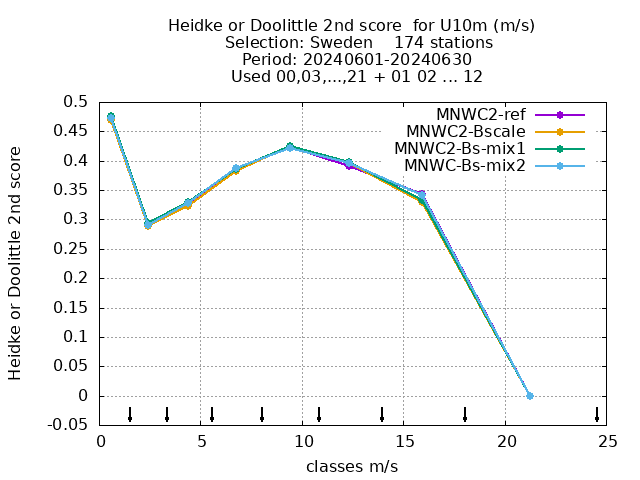 Heidke or Doolittle 2nd score  for U10m (m/s)
Selection: Sweden    174 stations
Period: 20240601-20240630
Used 00,03,...,21 + 01 02 ... 12
MNWC2-ref
MNWC2-Bscale
MNWC2-Bs-mix1
MNWC-Bs-mix2
Heidke or Doolittle 2nd score
0.5
0.45
0.4
0.35
0.3
0.25
0.2
0.15
0.1
0.05
0
-0.05
0 5 10 15 20 25
classes m/s